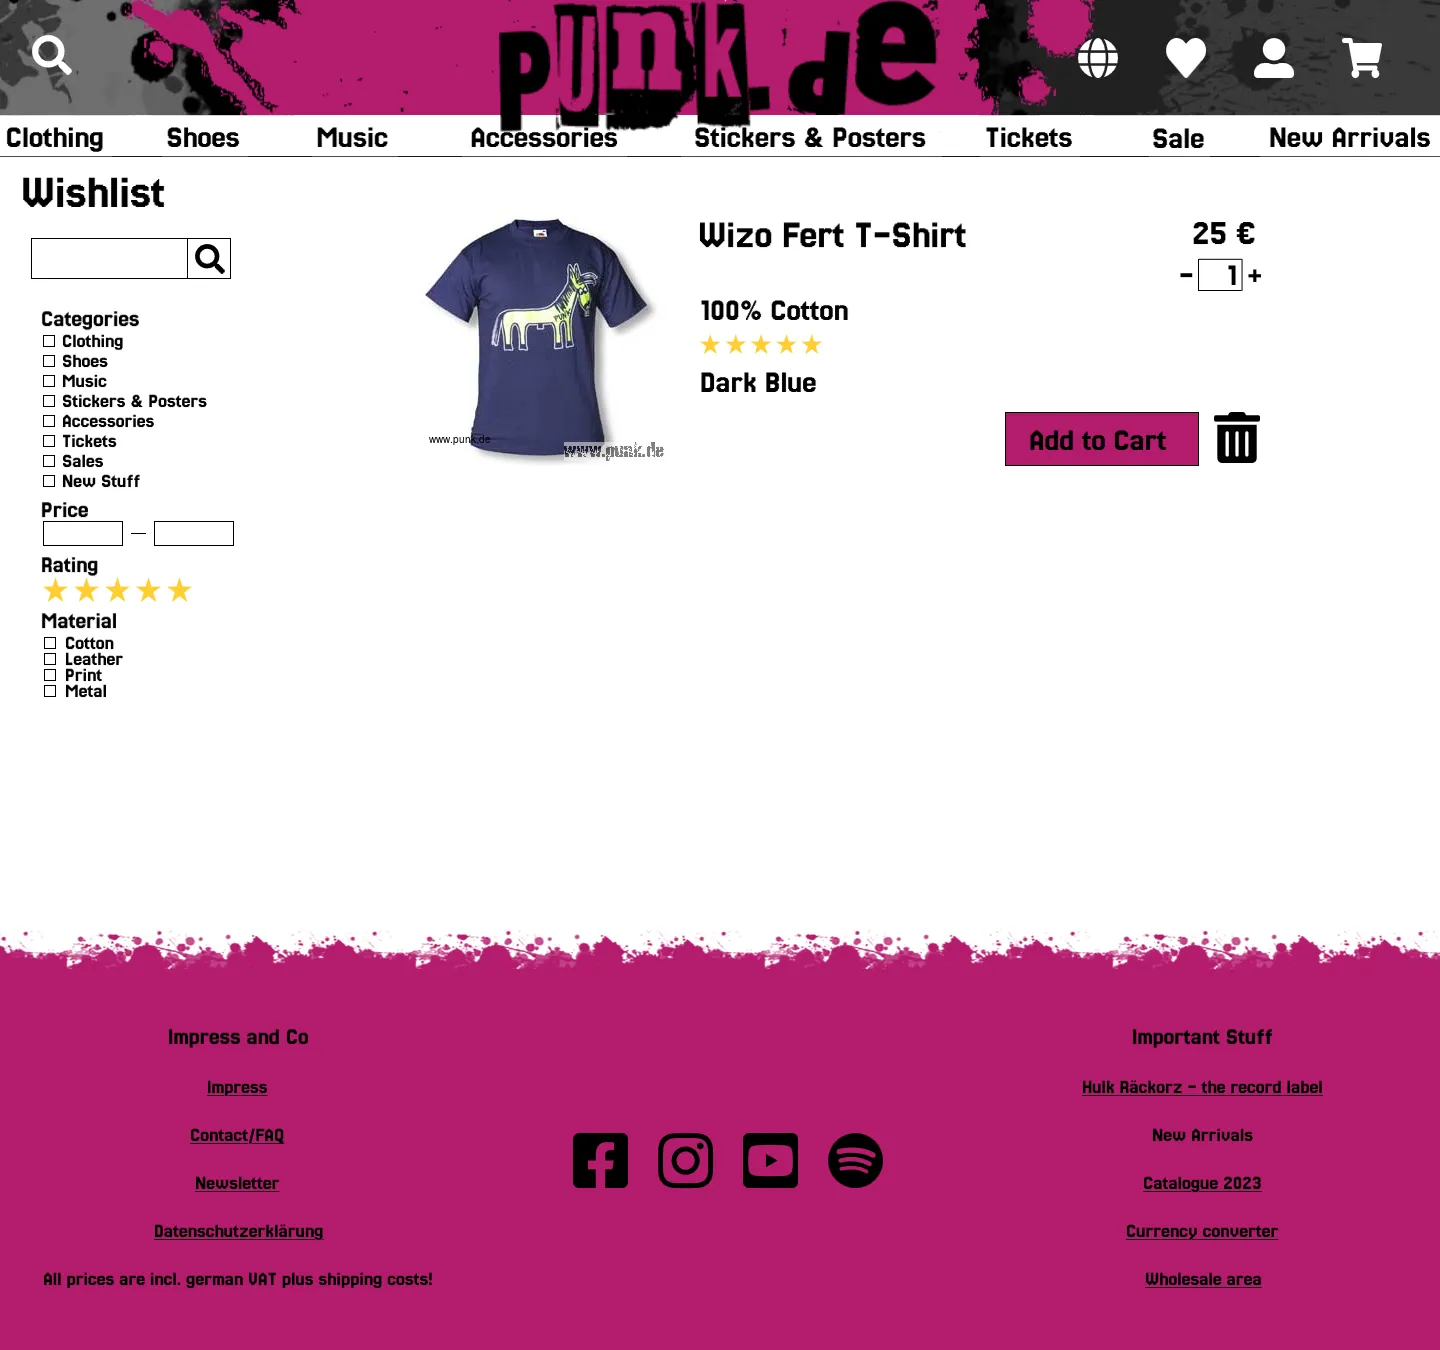 punk.de
Clothing
Shoes
Music
Accessories
Stickers & Posters
Tickets
Sale
New Arrivals
Wishlist
Categories
Clothing
Shoes
Music
Stickers & Posters
Accessories
Tickets
Sales
New Stuff
Price
Rating
Material
Cotton
Leather
Print
Metal
PUNK
www.punk.de
www.punk.de
Wizo Fert T-Shirt
100% Cotton
Dark Blue
25 €
- 1 +
Add to Cart
Impress and Co
Impress
Contact/FAQ
Newsletter
Datenschutzerklärung
All prices are incl. german VAT plus shipping costs!
Important Stuff
Hulk Räckorz - the record label
New Arrivals
Catalogue 2023
Currency converter
Wholesale area